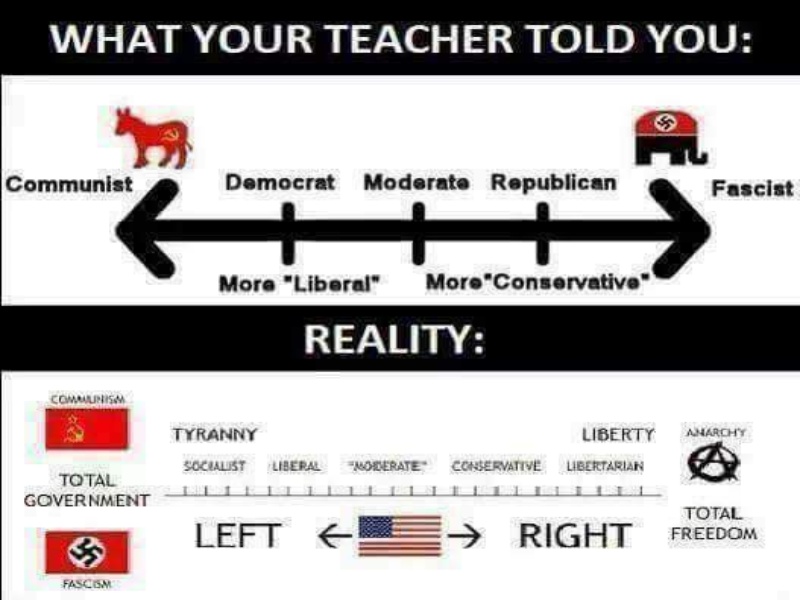 WHAT YOUR TEACHER TOLD YOU:
Communist
Democrat
Moderate
Republican
Fascist
More "Liberal"
More"Conservative"
REALITY:
COMMUNISM
TOTAL
GOVERNMENT
FASCISM
TYRANNY
LIBERTY
SOCIALIST
LIBERAL
"MODERATE"
CONSERVATIVE
LIBERTARIAN
LEFT
RIGHT
ANARCHY
TOTAL
FREEDOM